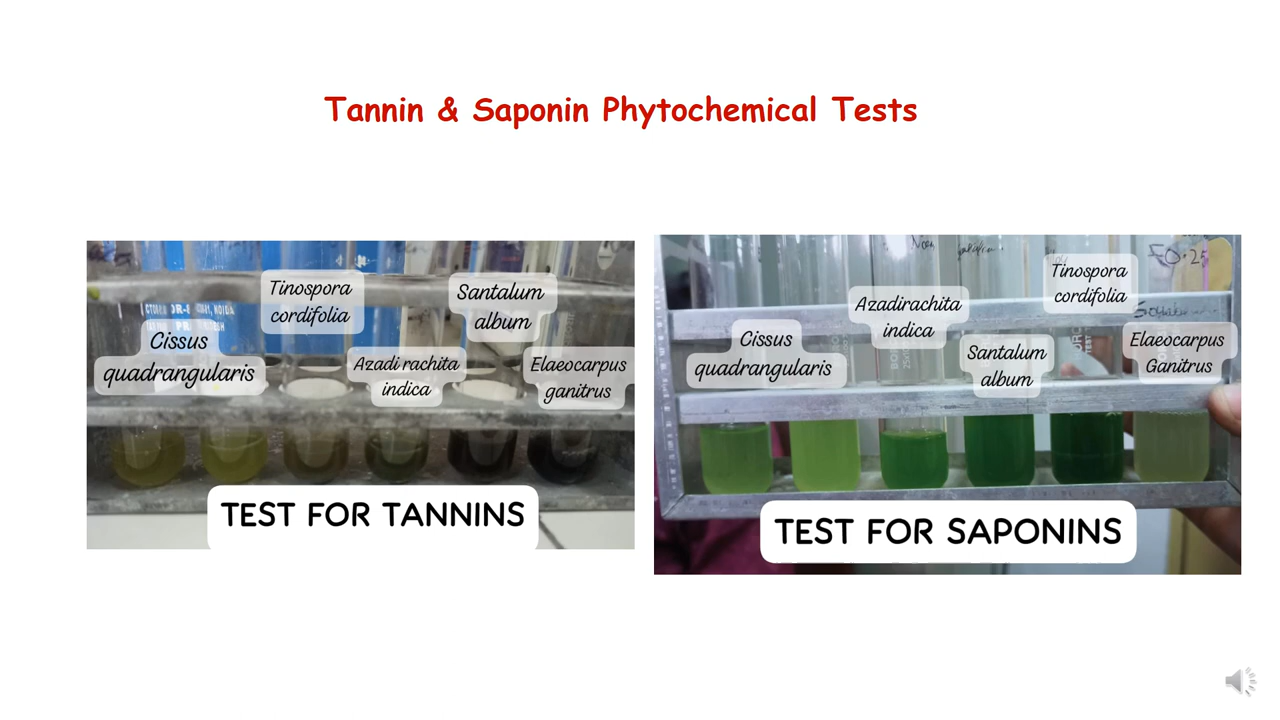 Tannin & Saponin Phytochemical Tests
Tinospora
cordifolia
Santalum
album
Cissus
quadrangularis
Azadi rachita
indica
Elaeocarpus
ganitrus
TEST FOR TANNINS
Azadirachita
indica
Tinospora
cordifolia
Cissus
quadrangularis
Santalum
album
Elaeocarpus
Ganitrus
TEST FOR SAPONINS